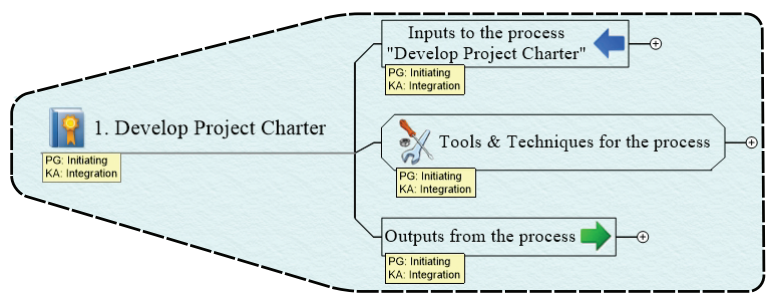 1. Develop Project Charter
PG: Initiating
KA: Integration
Inputs to the process
"Develop Project Charter"
PG: Initiating
KA: Integration
Tools & Techniques for the process
PG: Initiating
KA: Integration
Outputs from the process
PG: Initiating
KA: Integration